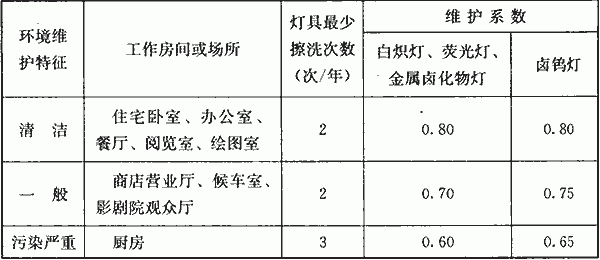 环境维
护特征
工作房间或场所
灯具最少
擦洗次数
(次/年)
维护系数
白炽灯、荧光灯、
金属卤化物灯
卤钨灯
清 洁
住宅卧室、办公室、
餐厅、阅览室、绘图室
2
0.80
0.80
一 般
商店营业厅、候车室、
影剧院观众厅
2
0.70
0.75
污染严重
厨房
3
0.60
0.65